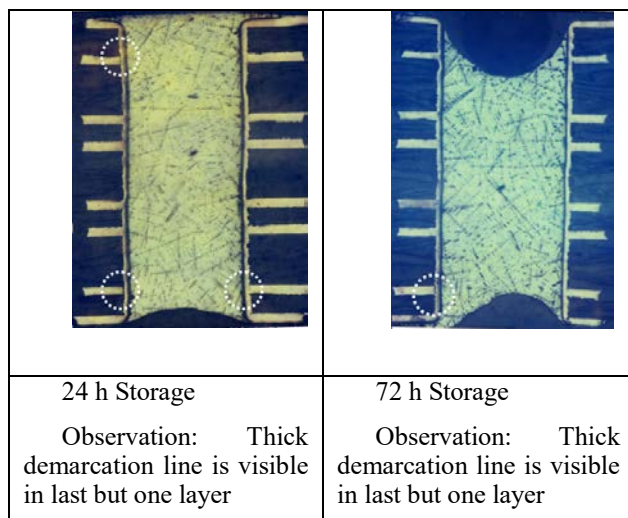 24 h Storage
Observation: Thick
demarcation line is visible
in last but one layer
72 h Storage
Observation: Thick
demarcation line is visible
in last but one layer